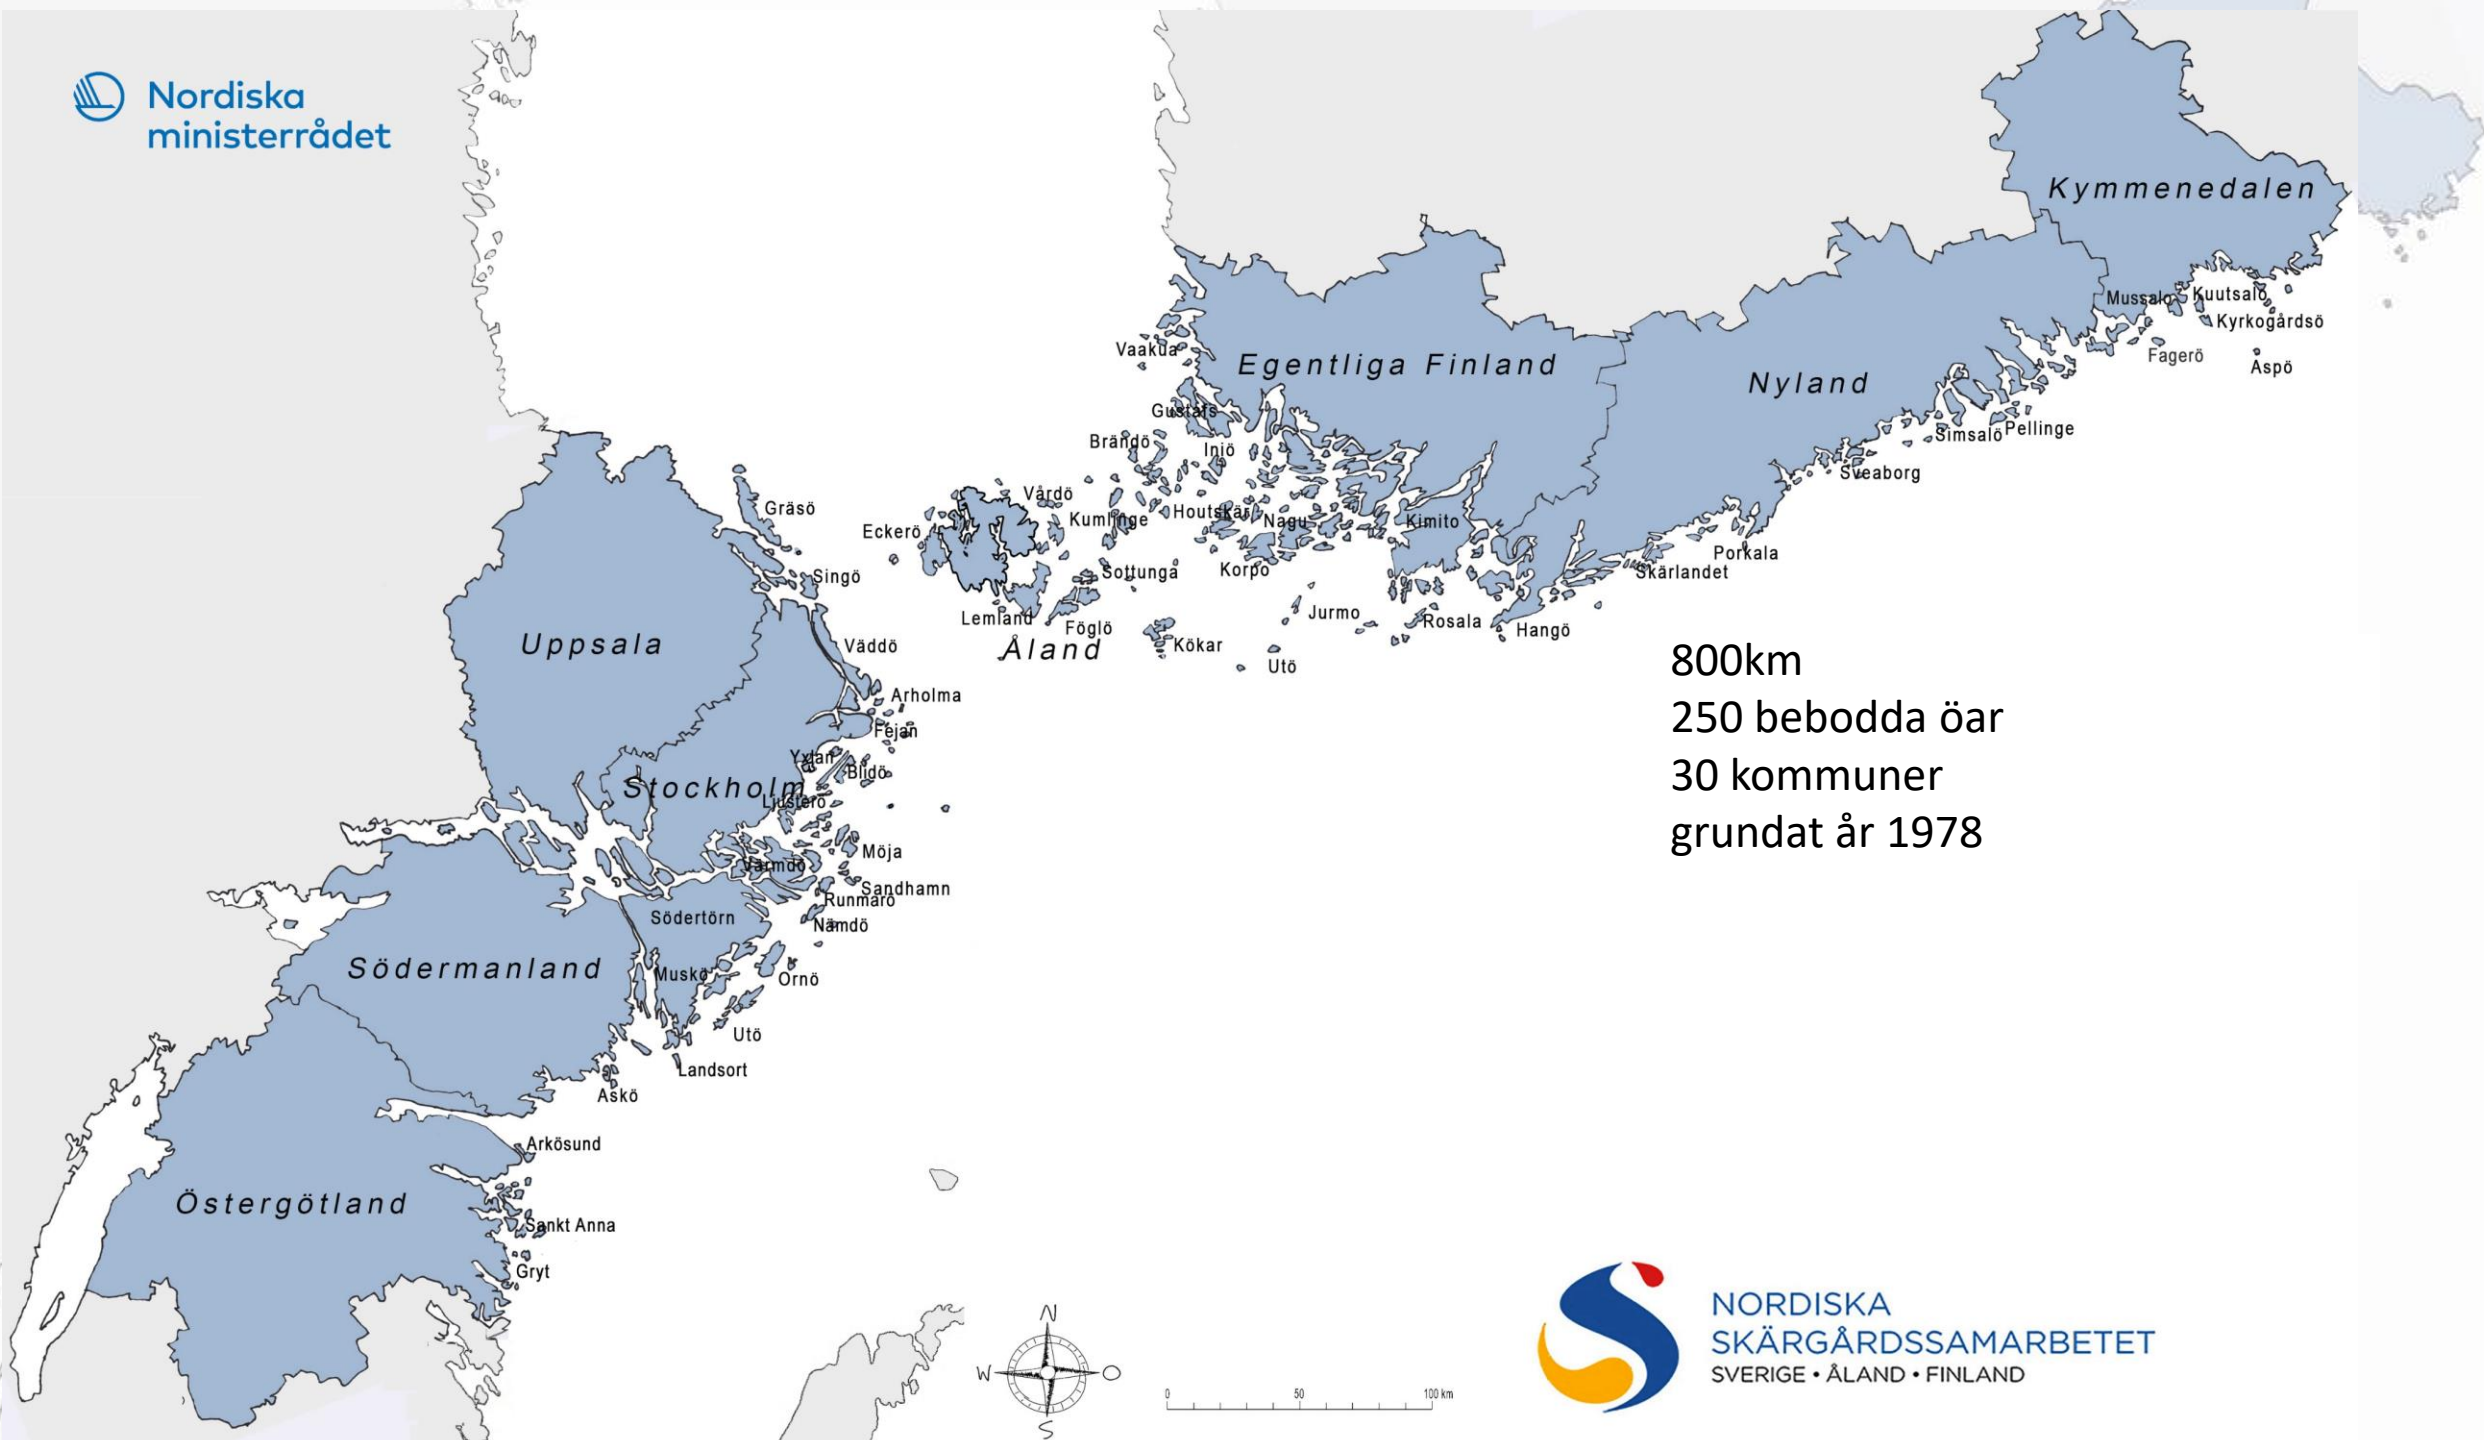 Nordiska
ministerrådet
Kymmenedalen
Mussalo
Kuutsalo
Kyrkogårdsö
Fagerö
Aspö
Vaakua
Egentliga Finland
Nyland
Gustafs
Brändö
Iniö
Simsalö
Pellinge
Sveaborg
Gräsö
Vårdö
Eckerö
Kumlinge
Houtskär
Nagu
Kimito
Porkala
Singö
Sottunga
Korpo
Skärlandet
Lemland
Föglö
Jurmo
Rosala
Hangö
Uppsala
Väddö
Åland
Kökar
Utö
800km
250 bebodda öar
30 kommuner
grundat år 1978
Arholma
Fejan
Yxlan
Blidö
Stockholm
Ljusterö
Möja
Värmdö
Sandhamn
Runmarö
Södertörn
Nämdö
Södermanland
Muskö
Ornö
Utö
Landsort
Askö
Arkösund
Östergötland
Sankt Anna
Gryt
N
W
O
S
0 50 100 km
NORDISKA
SKÄRGÅRDSSAMARBETET
SVERIGE • ÅLAND • FINLAND